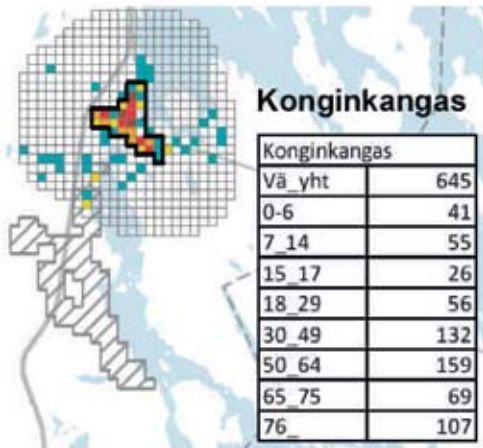 Konginkangas
Konginkangas
Vä_yht 645
0-6 41
7_14 55
15_17 26
18_29 56
30_49 132
50_64 159
65_75 69
76_ 107